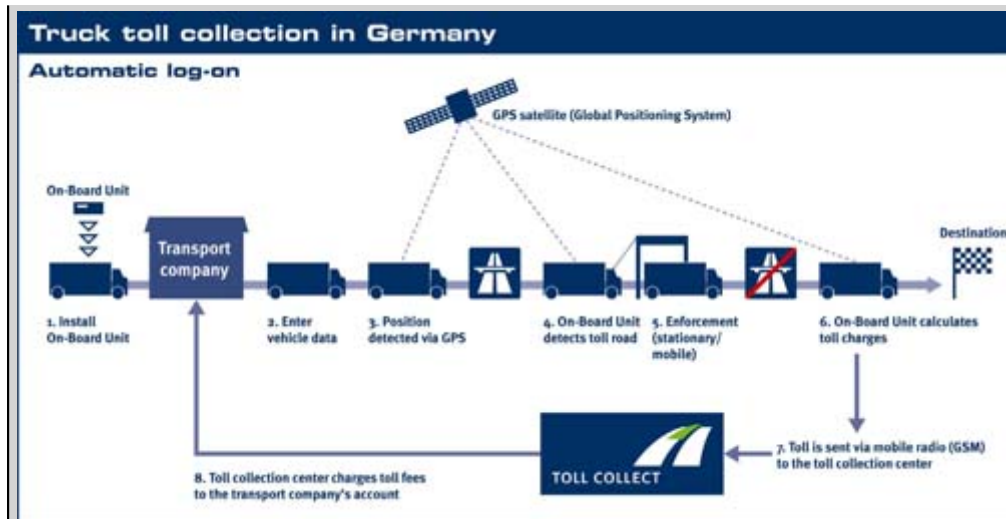 Truck toll collection in Germany
Automatic log-on
GPS satellite (Global Positioning System)
On-Board Unit
Transport
company
Destination
1. Install
On-Board Unit
2. Enter
vehicle data
3. Position
detected via GPS
4. On-Board Unit
detects toll road
5. Enforcement
(stationary/
mobile)
6. On-Board Unit calculates
toll charges
7. Toll is sent via mobile radio (GSM)
to the toll collection center
TOLL COLLECT
8. Toll collection center charges toll fees
to the transport company's account